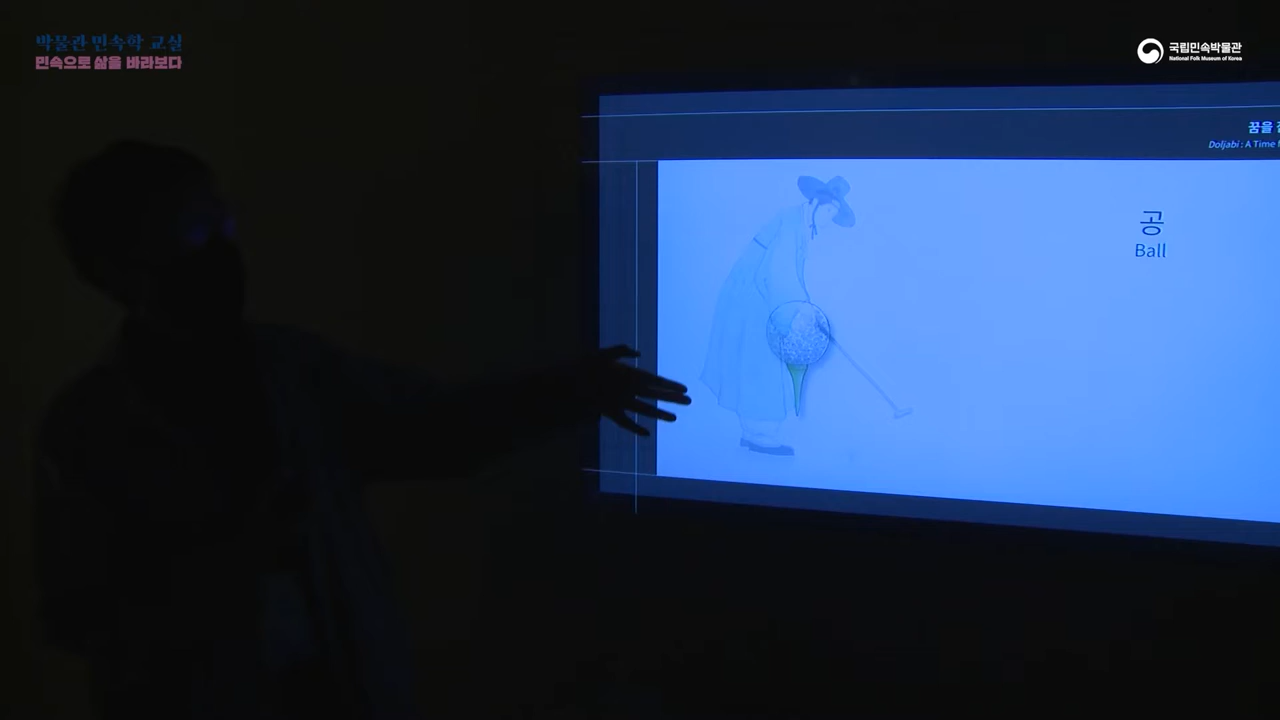 박물관 민속학 교실
민속으로 삶을 바라보다
국립민속박물관
National Folk Museum of Korea
꿈을
Doljabi : A Time
공
Ball